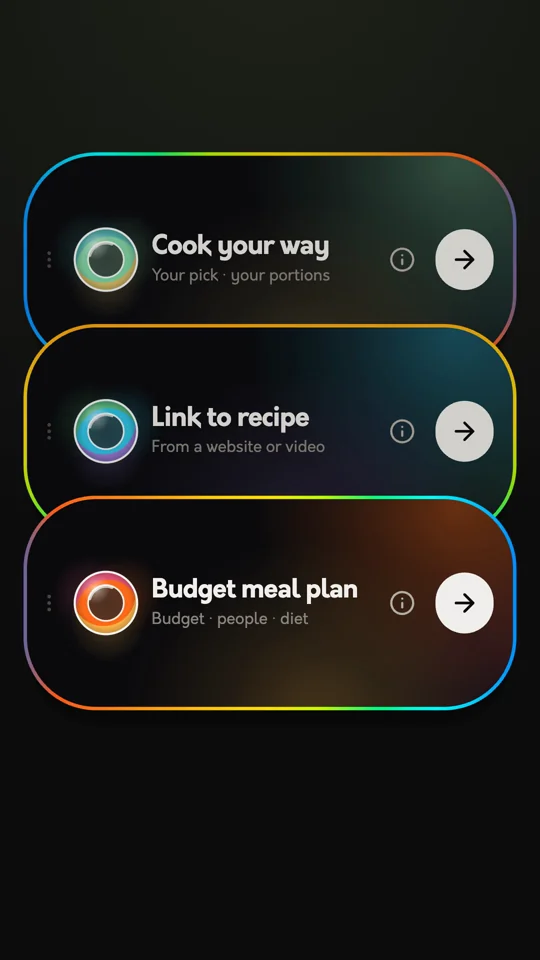 Cook your way
Your pick · your portions
Link to recipe
From a website or video
Budget meal plan
Budget · people · diet